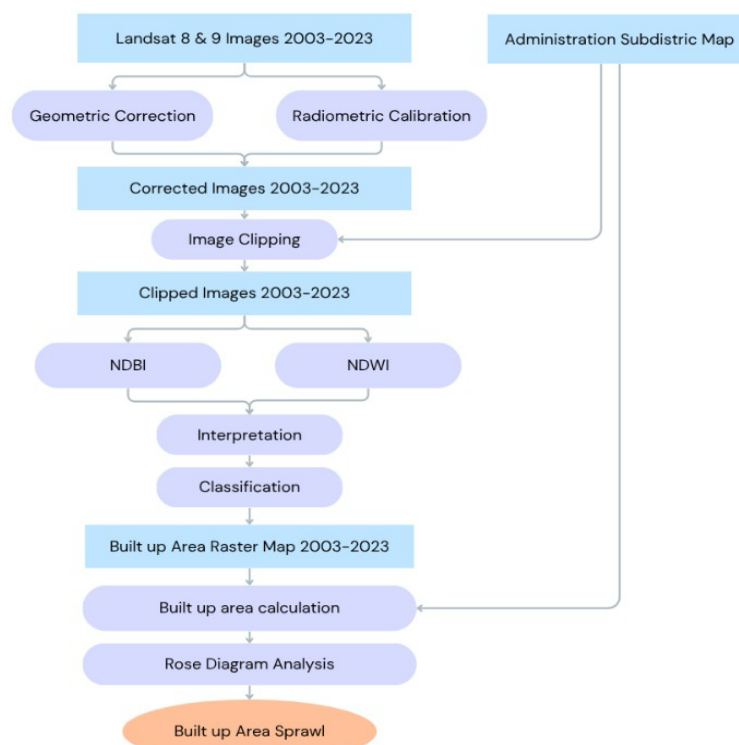 Landsat 8 & 9 Images 2003-2023
Administration Subdistric Map
Geometric Correction
Radiometric Calibration
Corrected Images 2003-2023
Image Clipping
Clipped Images 2003-2023
NDBI
NDWI
Interpretation
Classification
Built up Area Raster Map 2003-2023
Built up area calculation
Rose Diagram Analysis
Built up Area Sprawl